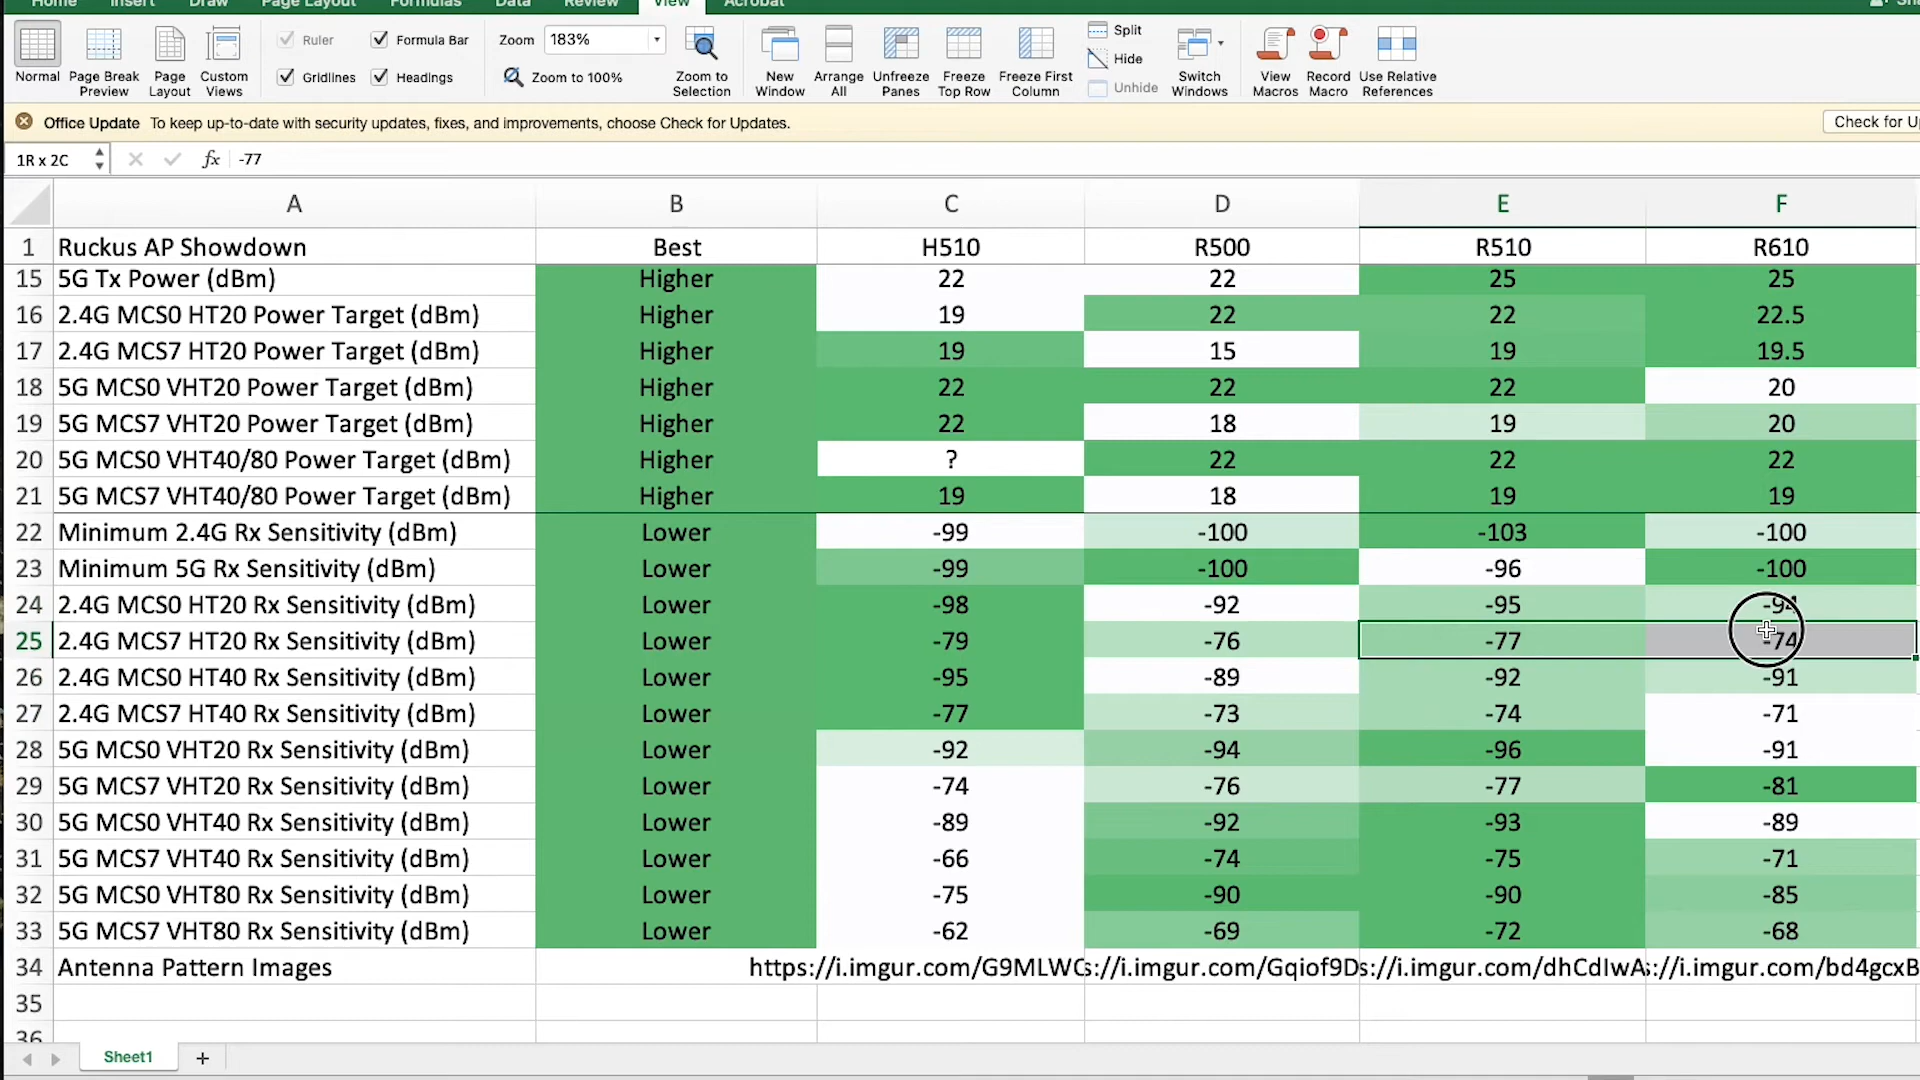 Home Insert Draw Page Layout Formulas Data Review View Acrobat
Ruler Formula Bar Zoom 183% Split
Gridlines Headings Zoom to 100% Hide
Unhide
Normal Page Break Preview Page Layout Custom Views Zoom to Selection New Window Arrange All Unfreeze Panes Freeze Top Row Freeze First Column Switch Windows View Macros Record Macro Use Relative References
Office Update To keep up-to-date with security updates, fixes, and improvements, choose Check for Updates. Check for
1R x 2C fx -77
A B C D E F
1 Ruckus AP Showdown Best H510 R500 R510 R610
15 5G Tx Power (dBm) Higher 22 22 25 25
16 2.4G MCS0 HT20 Power Target (dBm) Higher 19 22 22 22.5
17 2.4G MCS7 HT20 Power Target (dBm) Higher 19 15 19 19.5
18 5G MCS0 VHT20 Power Target (dBm) Higher 22 22 22 20
19 5G MCS7 VHT20 Power Target (dBm) Higher 22 18 19 20
20 5G MCS0 VHT40/80 Power Target (dBm) Higher ? 22 22 22
21 5G MCS7 VHT40/80 Power Target (dBm) Higher 19 18 19 19
22 Minimum 2.4G Rx Sensitivity (dBm) Lower -99 -100 -103 -100
23 Minimum 5G Rx Sensitivity (dBm) Lower -99 -100 -96 -100
24 2.4G MCS0 HT20 Rx Sensitivity (dBm) Lower -98 -92 -95 -94
25 2.4G MCS7 HT20 Rx Sensitivity (dBm) Lower -79 -76 -77 -74
26 2.4G MCS0 HT40 Rx Sensitivity (dBm) Lower -95 -89 -92 -91
27 2.4G MCS7 HT40 Rx Sensitivity (dBm) Lower -77 -73 -74 -71
28 5G MCS0 VHT20 Rx Sensitivity (dBm) Lower -92 -94 -96 -91
29 5G MCS7 VHT20 Rx Sensitivity (dBm) Lower -74 -76 -77 -81
30 5G MCS0 VHT40 Rx Sensitivity (dBm) Lower -89 -92 -93 -89
31 5G MCS7 VHT40 Rx Sensitivity (dBm) Lower -66 -74 -75 -71
32 5G MCS0 VHT80 Rx Sensitivity (dBm) Lower -75 -90 -90 -85
33 5G MCS7 VHT80 Rx Sensitivity (dBm) Lower -62 -69 -72 -68
34 Antenna Pattern Images https://i.imgur.com/G9MLWC s://i.imgur.com/Gqiof9D s://i.imgur.com/dhCdlwA s://i.imgur.com/bd4gcxB
35
36
Sheet1 +